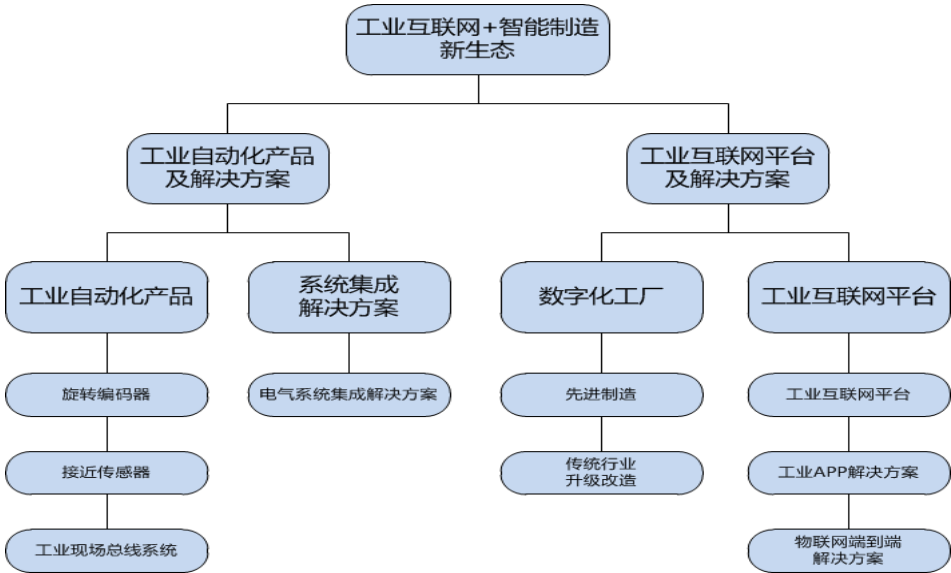 工业互联网+智能制造
新生态
工业自动化产品
及解决方案
工业互联网平台
及解决方案
工业自动化产品
系统集成
解决方案
数字化工厂
工业互联网平台
旋转编码器
电气系统集成解决方案
先进制造
工业互联网平台
接近传感器
传统行业
升级改造
工业APP解决方案
工业现场总线系统
物联网端到端
解决方案